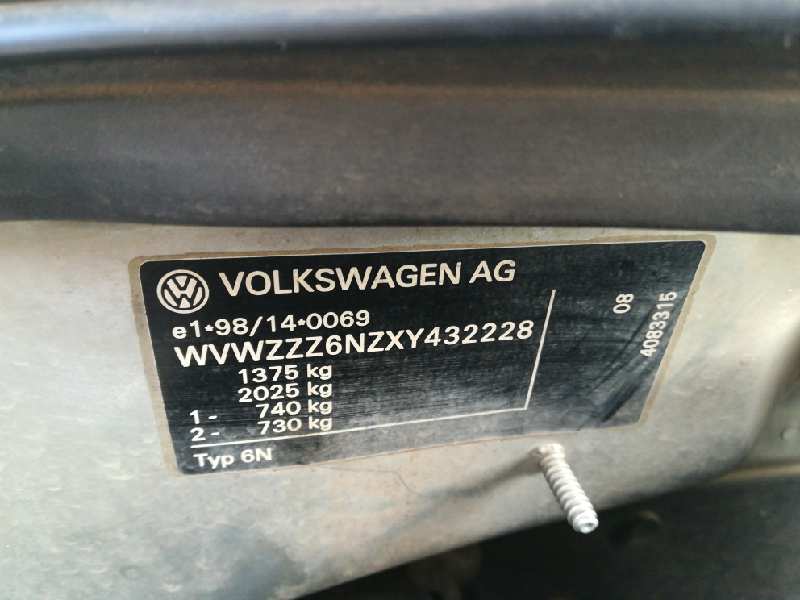 VOLKSWAGEN AG
e1*98/14*0069
WVWZZZ6NZXY432228
1375 kg
2025 kg
1- 740 kg
2- 730 kg
Typ 6N
08
4083315